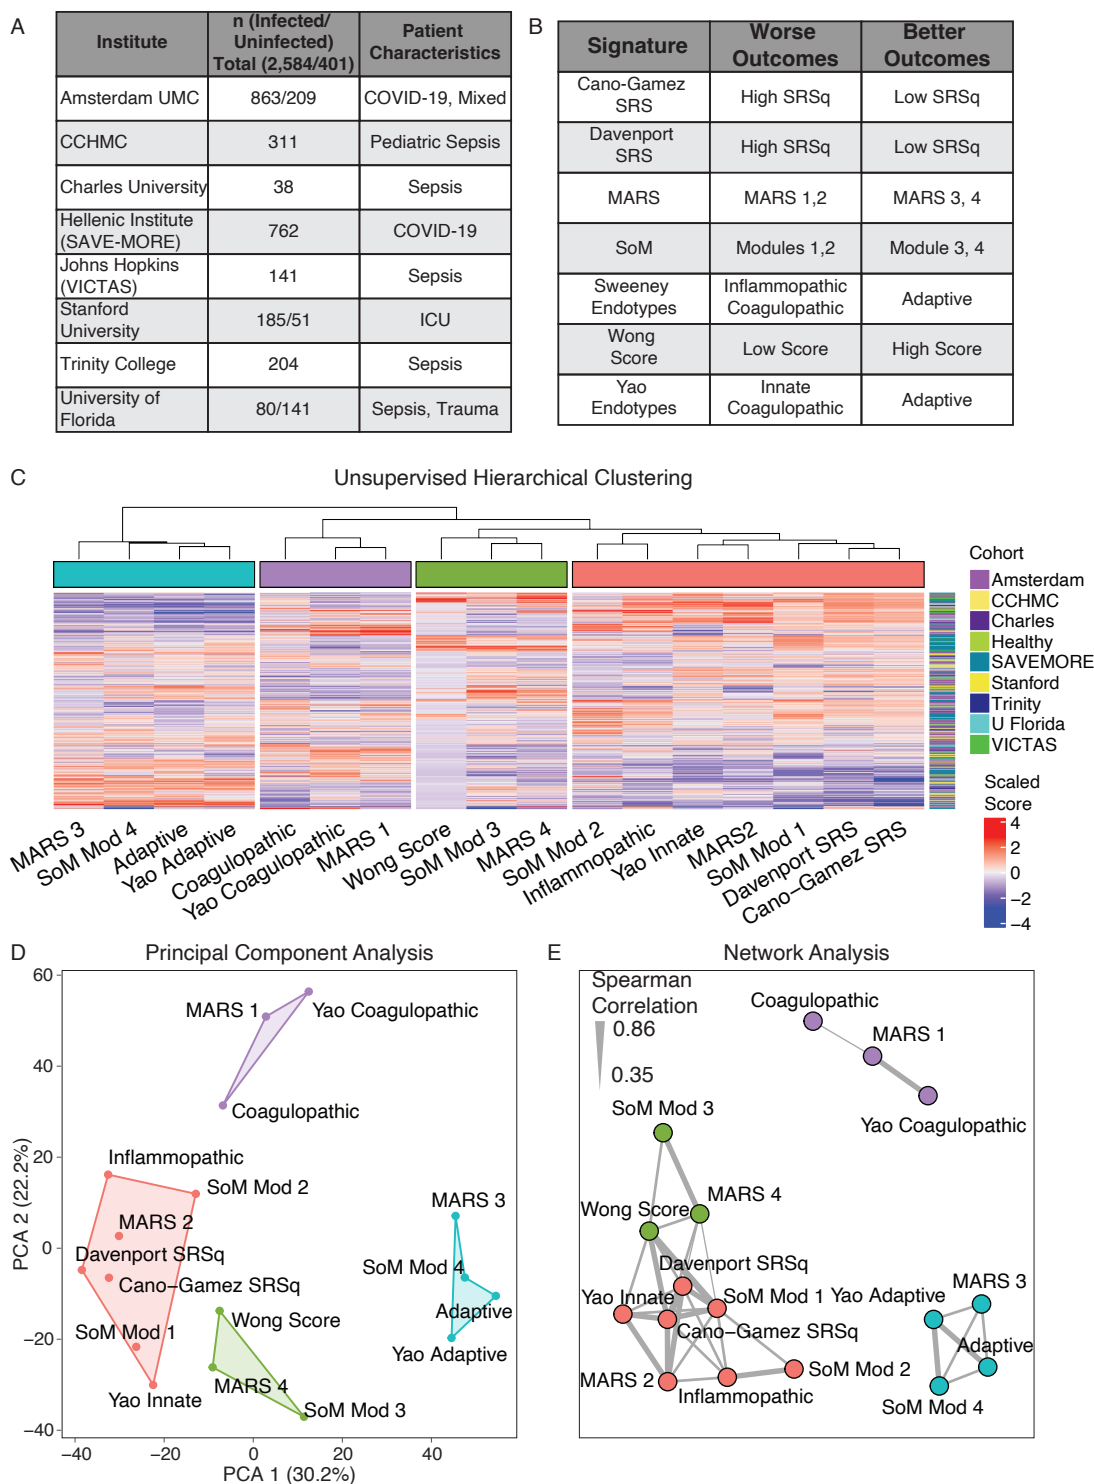 A
Institute
n (Infected/
Uninfected)
Total (2,584/401)
Patient
Characteristics
Amsterdam UMC
863/209
COVID-19, Mixed
CCHMC
311
Pediatric Sepsis
Charles University
38
Sepsis
Hellenic Institute
(SAVE-MORE)
762
COVID-19
Johns Hopkins
(VICTAS)
141
Sepsis
Stanford
University
185/51
ICU
Trinity College
204
Sepsis
University of
Florida
80/141
Sepsis, Trauma
B
Signature
Worse
Outcomes
Better
Outcomes
Cano-Gamez
SRS
High SRSq
Low SRSq
Davenport
SRS
High SRSq
Low SRSq
MARS
MARS 1,2
MARS 3, 4
SoM
Modules 1,2
Module 3, 4
Sweeney
Endotypes
Inflammopathic
Coagulopathic
Adaptive
Wong
Score
Low Score
High Score
Yao
Endotypes
Innate
Coagulopathic
Adaptive
C
Unsupervised Hierarchical Clustering
Cohort
Amsterdam
CCHMC
Charles
Healthy
SAVEMORE
Stanford
Trinity
U Florida
VICTAS
Scaled
Score
4
2
0
−2
−4
MARS 3
SoM Mod 4
Adaptive
Yao Adaptive
Coagulopathic
Yao Coagulopathic
MARS 1
Wong Score
SoM Mod 3
MARS 4
SoM Mod 2
Inflammopathic
Yao Innate
MARS2
SoM Mod 1
Davenport SRS
Cano−Gamez SRS
D
Principal Component Analysis
PCA 2 (22.2%)
60
40
20
0
−20
−40
MARS 1
Yao Coagulopathic
Coagulopathic
Inflammopathic
SoM Mod 2
MARS 2
Davenport SRSq
Cano−Gamez SRSq
SoM Mod 1
Yao Innate
Wong Score
MARS 4
SoM Mod 3
MARS 3
SoM Mod 4
Adaptive
Yao Adaptive
−40
−20
0
20
40
PCA 1 (30.2%)
E
Network Analysis
Spearman
Correlation
0.86
0.35
Coagulopathic
MARS 1
Yao Coagulopathic
SoM Mod 3
MARS 4
Wong Score
Davenport SRSq
Yao Innate
SoM Mod 1
Cano−Gamez SRSq
MARS 2
Inflammopathic
SoM Mod 2
MARS 3
Yao Adaptive
Adaptive
SoM Mod 4